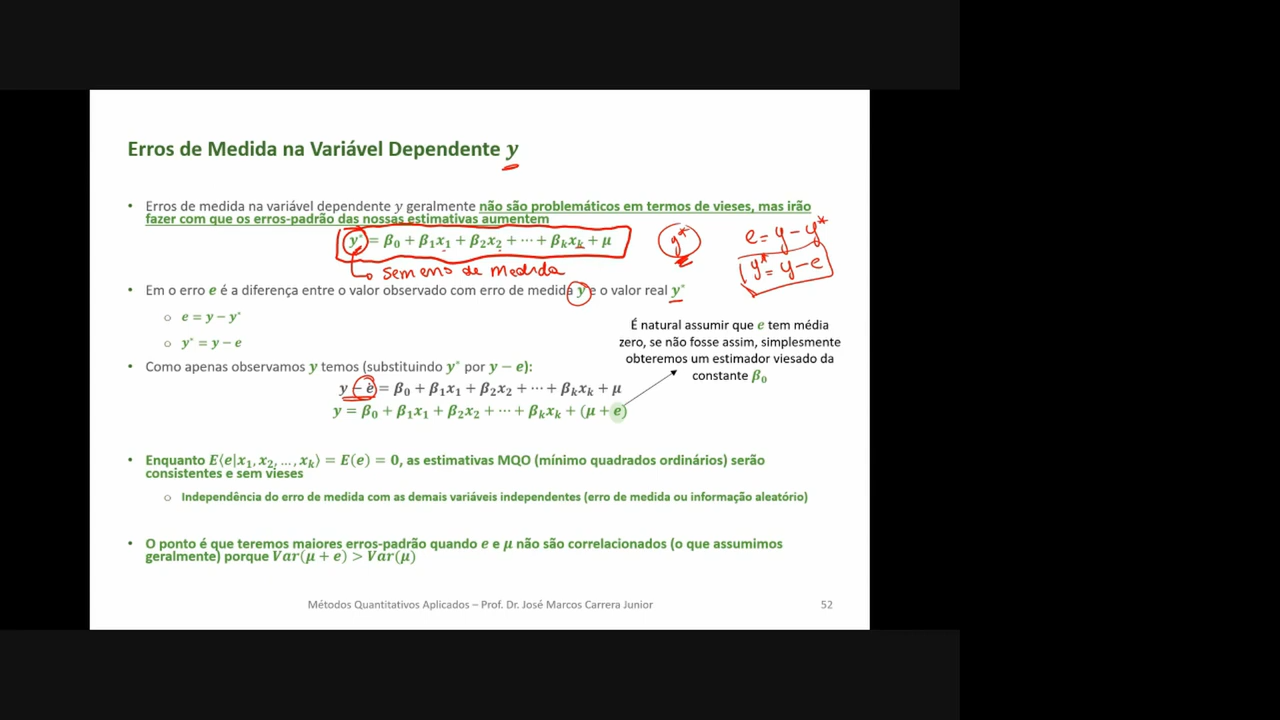 Erros de Medida na Variável Dependente y
• Erros de medida na variável dependente y geralmente não são problemáticos em termos de vieses, mas irão
fazer com que os erros-padrão das nossas estimativas aumentem
y* = β₀ + β₁x₁ + β₂x₂ + ⋯ + βₖxₖ + μ
y*
e = y - y*
y* = y - e
Sem erro de medida
• Em o erro e é a diferença entre o valor observado com erro de medida y e o valor real y*
○ e = y − y*
○ y* = y − e
É natural assumir que e tem média
zero, se não fosse assim, simplesmente
obteremos um estimador viesado da
constante β₀
• Como apenas observamos y temos (substituindo y* por y − e):
y − e = β₀ + β₁x₁ + β₂x₂ + ⋯ + βₖxₖ + μ
y = β₀ + β₁x₁ + β₂x₂ + ⋯ + βₖxₖ + (μ + e)
• Enquanto E(e|x₁, x₂, … , xₖ) = E(e) = 0, as estimativas MQO (mínimo quadrados ordinários) serão
consistentes e sem vieses
○ Independência do erro de medida com as demais variáveis independentes (erro de medida ou informação aleatório)
• O ponto é que teremos maiores erros-padrão quando e e μ não são correlacionados (o que assumimos
geralmente) porque Var(μ + e) > Var(μ)
Métodos Quantitativos Aplicados – Prof. Dr. José Marcos Carrera Junior
52